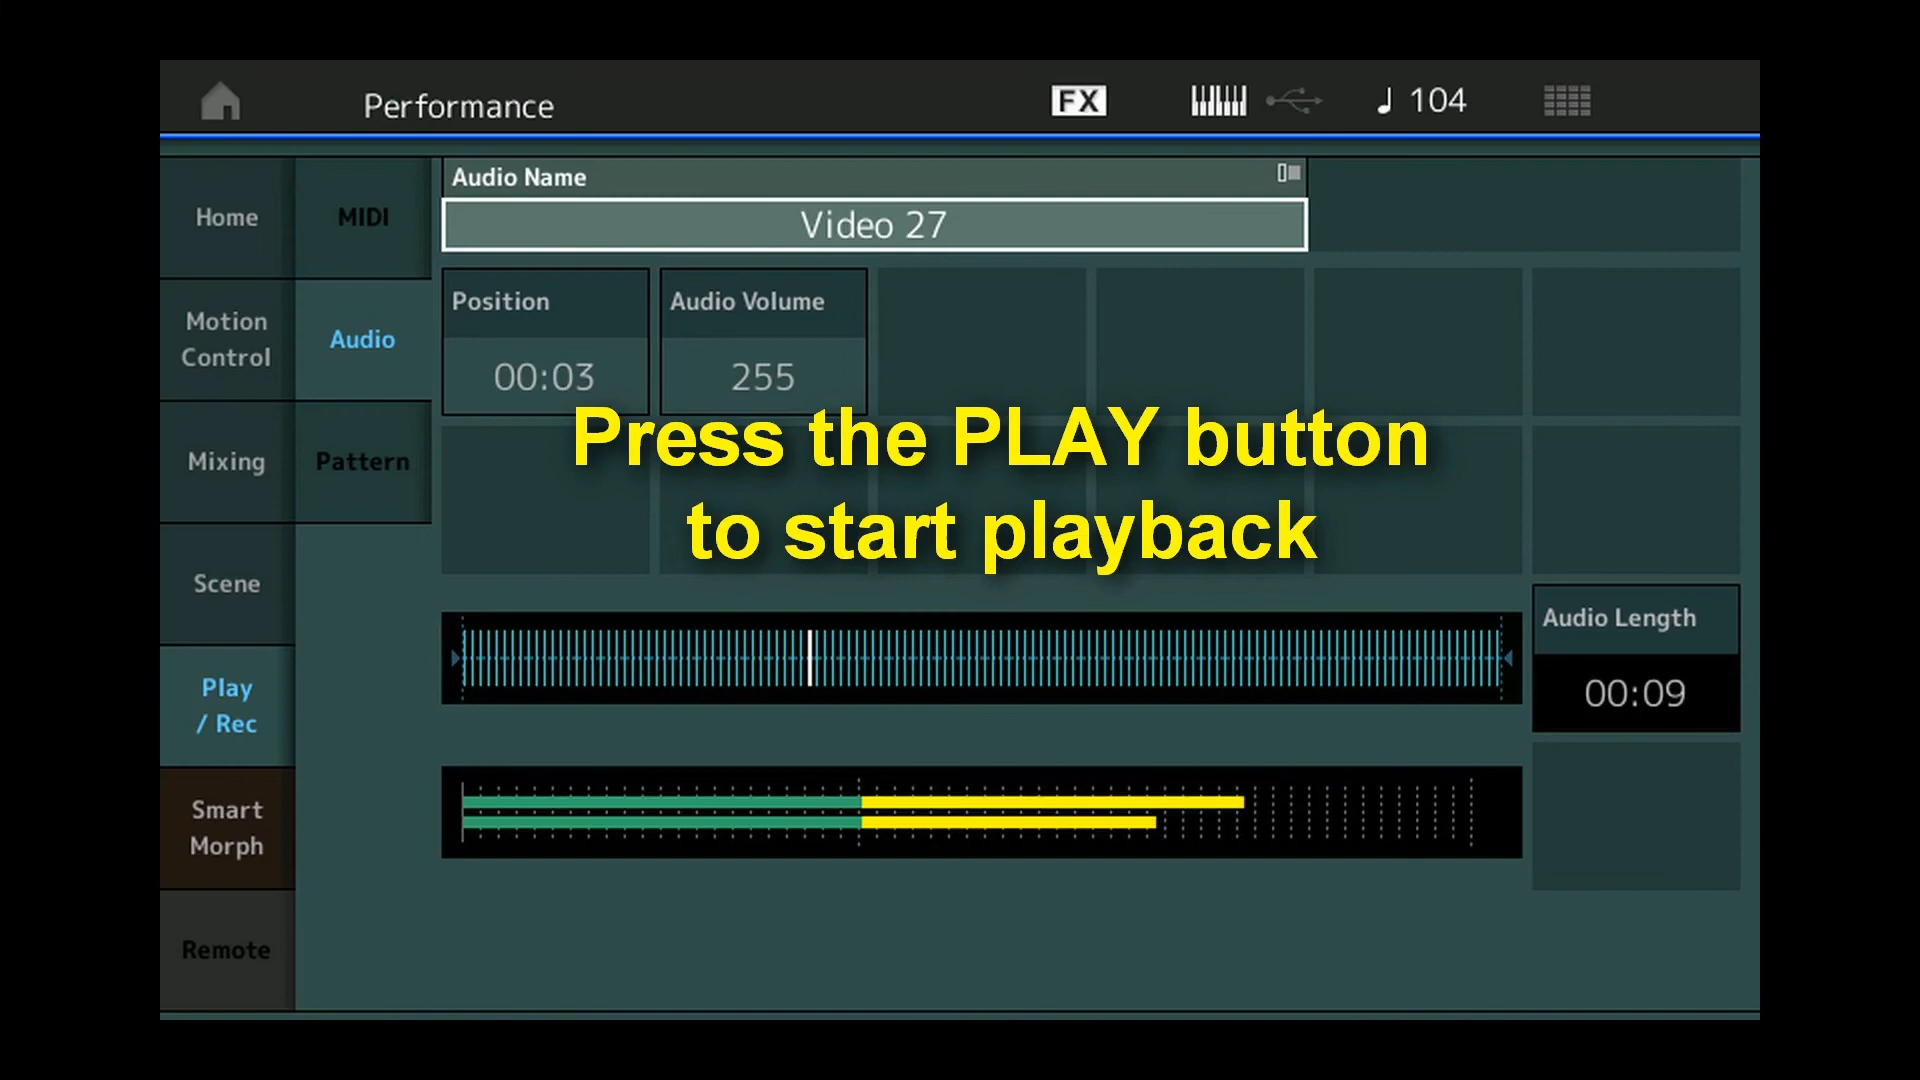 Performance
FX
♩ 104
Home
MIDI
Audio Name
Video 27
Motion
Control
Audio
Position
00:03
Audio Volume
255
Press the PLAY button
to start playback
Mixing
Pattern
Scene
Audio Length
00:09
Play
/ Rec
Smart
Morph
Remote